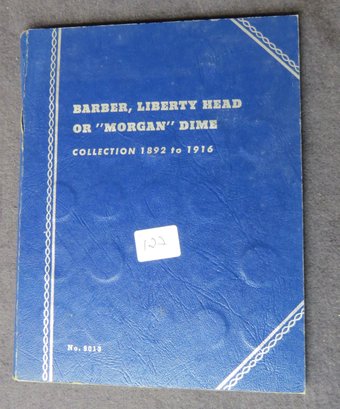 BARBER, LIBERTY HEAD
OR "MORGAN" DIME
COLLECTION 1892 to 1916
122
No. 9013